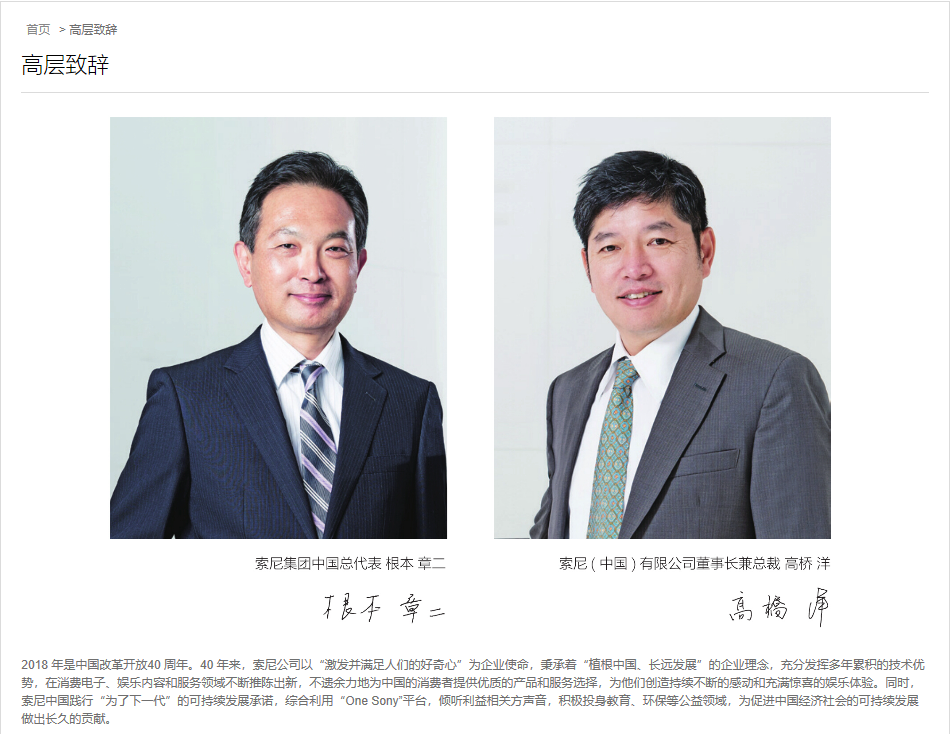 首页 > 高层致辞
高层致辞
索尼集团中国总代表 根本 章二
索尼 ( 中国 ) 有限公司董事长兼总裁 高桥 洋
根本 章二
高橋 洋
2018 年是中国改革开放40 周年。40 年来，索尼公司以“激发并满足人们的好奇心”为企业使命，秉承着“植根中国、长远发展”的企业理念，充分发挥多年累积的技术优
势，在消费电子、娱乐内容和服务领域不断推陈出新，不遗余力地为中国的消费者提供优质的产品和服务选择，为他们创造持续不断的感动和充满惊喜的娱乐体验。同时，
索尼中国践行“为了下一代”的可持续发展承诺，综合利用“One Sony”平台，倾听利益相关方声音，积极投身教育、环保等公益领域，为促进中国经济社会的可持续发展
做出长久的贡献。